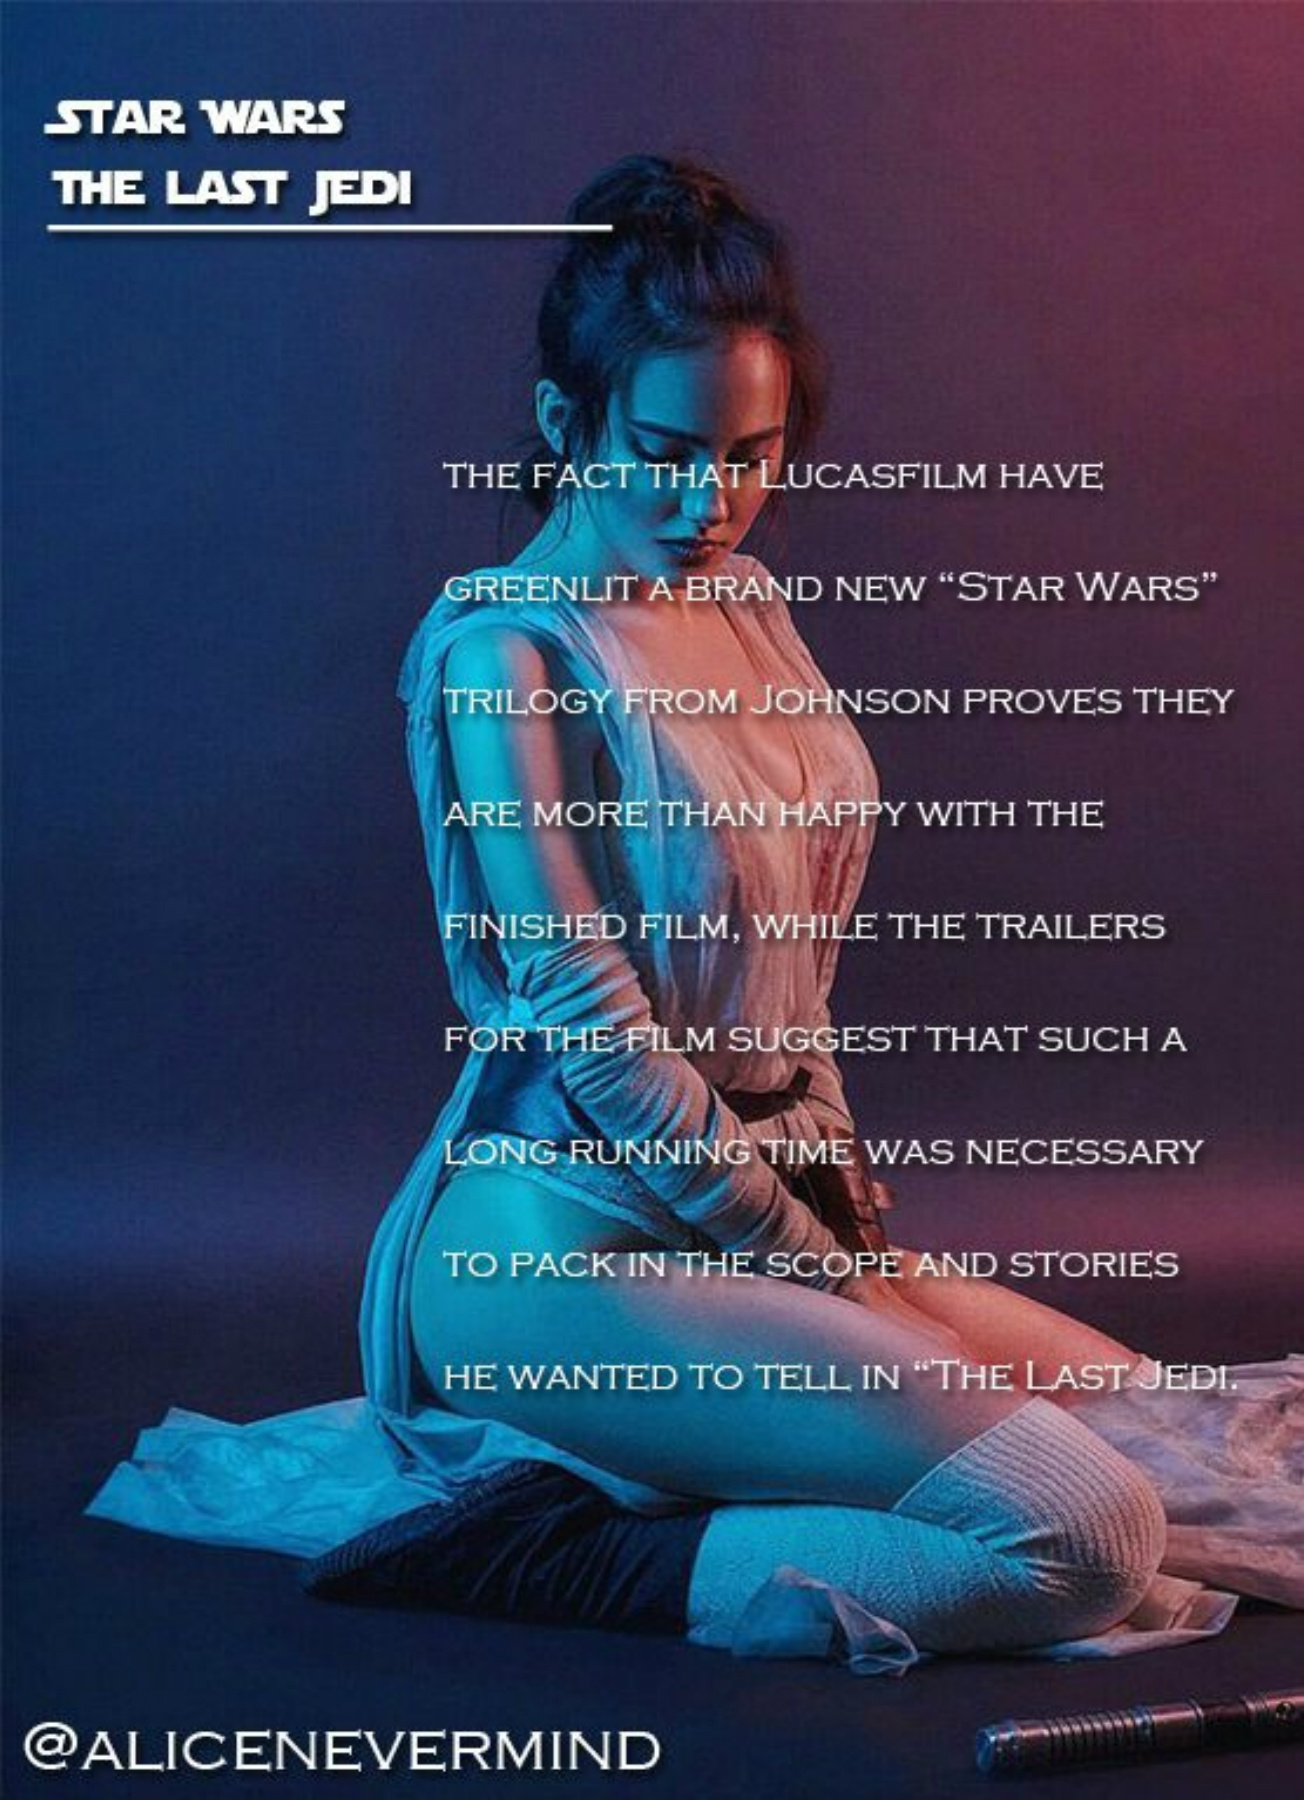 STAR WARS
THE LAST JEDI
THE FACT THAT LUCASFILM HAVE
GREENLIT A BRAND NEW “STAR WARS”
TRILOGY FROM JOHNSON PROVES THEY
ARE MORE THAN HAPPY WITH THE
FINISHED FILM, WHILE THE TRAILERS
FOR THE FILM SUGGEST THAT SUCH A
LONG RUNNING TIME WAS NECESSARY
TO PACK IN THE SCOPE AND STORIES
HE WANTED TO TELL IN “THE LAST JEDI.
@ALICENEVERMIND